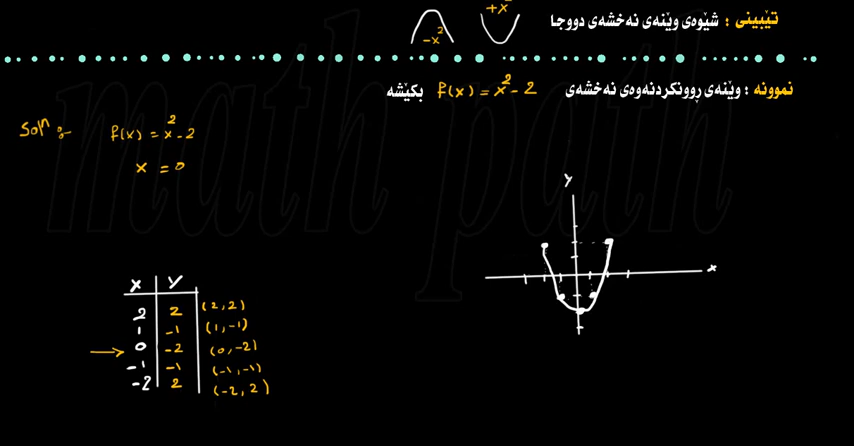 تێبینی : شێوەی وێنەی نەخشەی دووجا
-x²
+x²
نموونە : وێنەی ڕوونکردنەوەی نەخشەی f(x) = x² - 2 بکێشە
Solⁿ :-
f(x) = x² - 2
x = 0
x y
2 2 (2, 2)
1 -1 (1, -1)
0 -2 (0, -2)
-1 -1 (-1, -1)
-2 2 (-2, 2)
y
x
math path